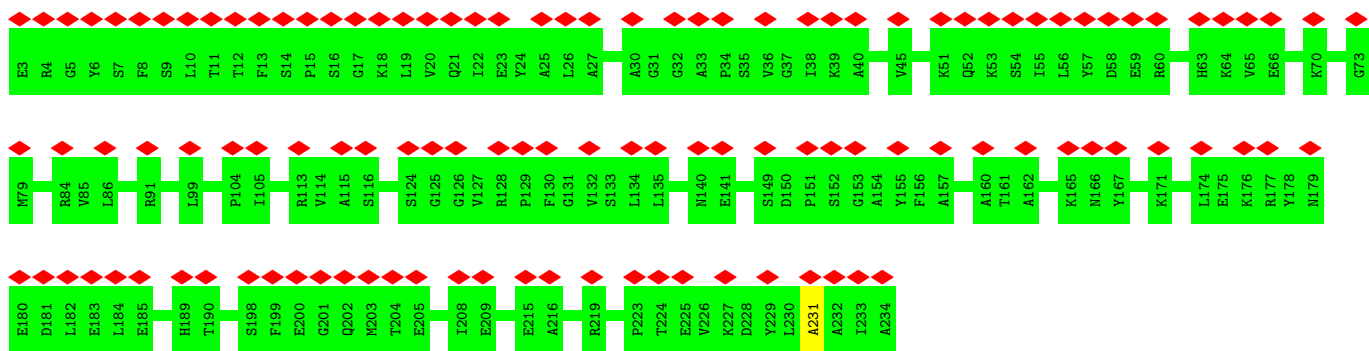 E3 R4 G5 Y6 S7 F8 S9 L10 T11 T12 F13 S14 P15 S16 G17 K18 L19 V20 Q21 I22 E23 Y24 A25 L26 A27 A30 G31 G32 A33 P34 S35 V36 G37 I38 K39 A40 V45 K51 Q52 K53 S54 I55 L56 Y57 D58 E59 R60 H63 K64 V65 E66 K70 G73
M79 R84 V85 L86 R91 L99 P104 I105 R113 V114 A115 S116 S124 G125 G126 V127 R128 P129 F130 G131 V132 S133 L134 L135 N140 E141 S149 D150 P151 S152 G153 A154 Y155 F156 A157 A160 T161 A162 K165 N166 Y167 K171 L174 E175 K176 R177 Y178 N179
E180 D181 L182 E183 L184 E185 H189 T190 S198 F199 E200 G201 Q202 M203 T204 E205 I208 E209 E215 A216 R219 P223 T224 E225 V226 K227 D228 Y229 L230 A231 A232 I233 A234